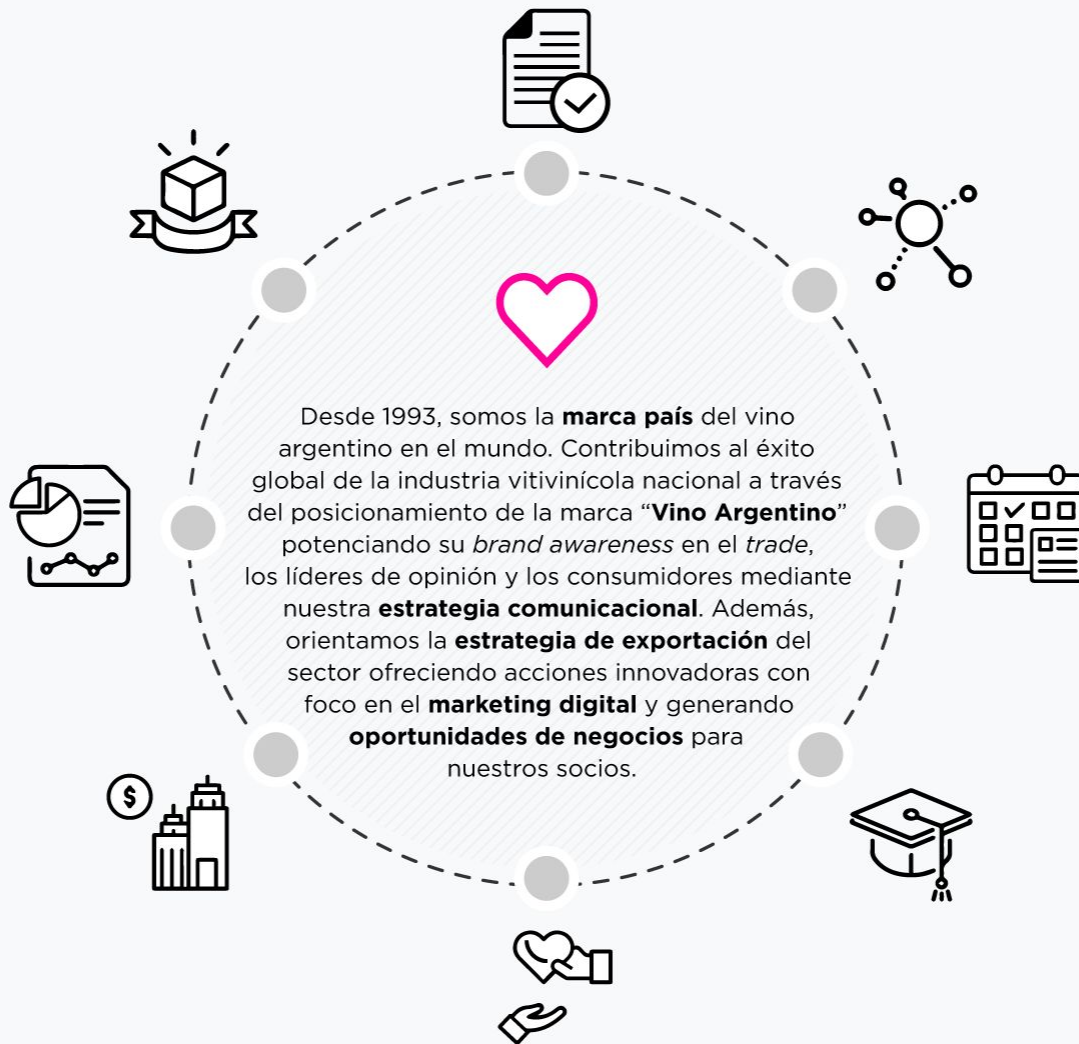 Desde 1993, somos la marca país del vino
argentino en el mundo. Contribuimos al éxito
global de la industria vitivinícola nacional a través
del posicionamiento de la marca “Vino Argentino”
potenciando su brand awareness en el trade,
los líderes de opinión y los consumidores mediante
nuestra estrategia comunicacional. Además,
orientamos la estrategia de exportación del
sector ofreciendo acciones innovadoras con
foco en el marketing digital y generando
oportunidades de negocios para
nuestros socios.
$